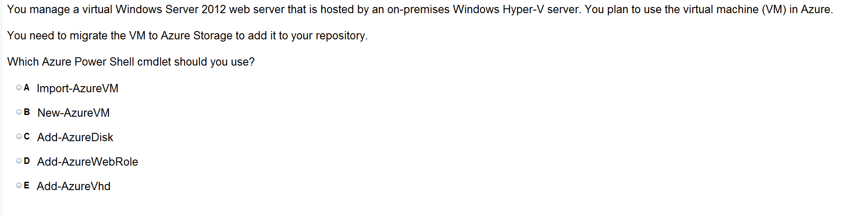 You manage a virtual Windows Server 2012 web server that is hosted by an on-premises Windows Hyper-V server. You plan to use the virtual machine (VM) in Azure.
You need to migrate the VM to Azure Storage to add it to your repository.
Which Azure Power Shell cmdlet should you use?
A Import-AzureVM
B New-AzureVM
C Add-AzureDisk
D Add-AzureWebRole
E Add-AzureVhd